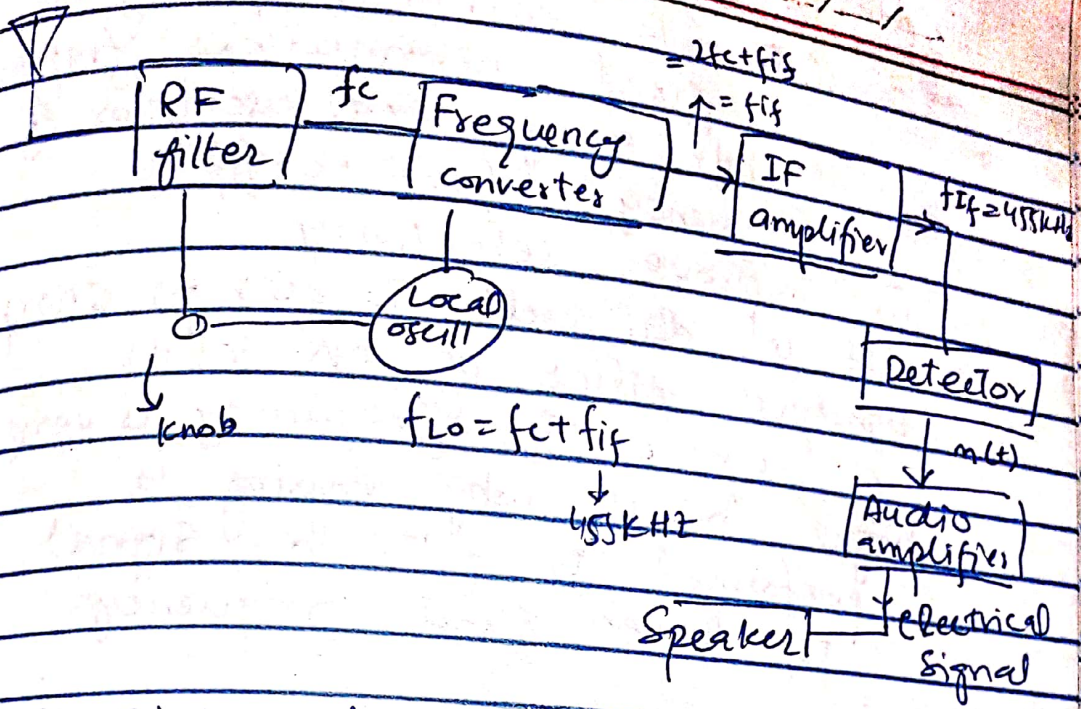 = 2fc+fif
= fif
RF
filter
fc
Frequency
converter
IF
amplifier
fIf=455KHz
Local
oscill
knob
fLO = fc+ fif
455KHZ
Detector
m(t)
Audio
amplifier
Speaker
electrical
signal